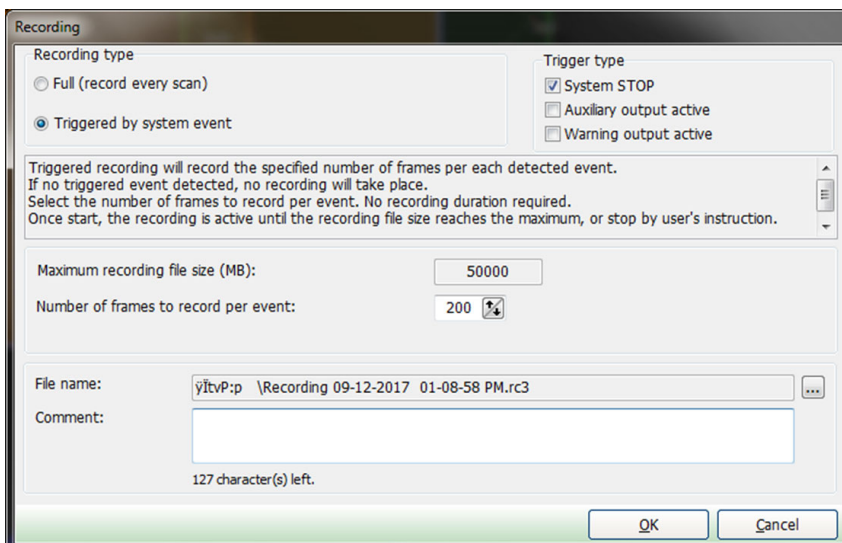 Recording
Recording type
Full (record every scan)
Triggered by system event
Trigger type
System STOP
Auxiliary output active
Warning output active
Triggered recording will record the specified number of frames per each detected event.
If no triggered event detected, no recording will take place.
Select the number of frames to record per event. No recording duration required.
Once start, the recording is active until the recording file size reaches the maximum, or stop by user's instruction.
Maximum recording file size (MB):
50000
Number of frames to record per event:
200
File name:
ÿÏtvP:p \Recording 09-12-2017 01-08-58 PM.rc3
...
Comment:
127 character(s) left.
OK
Cancel